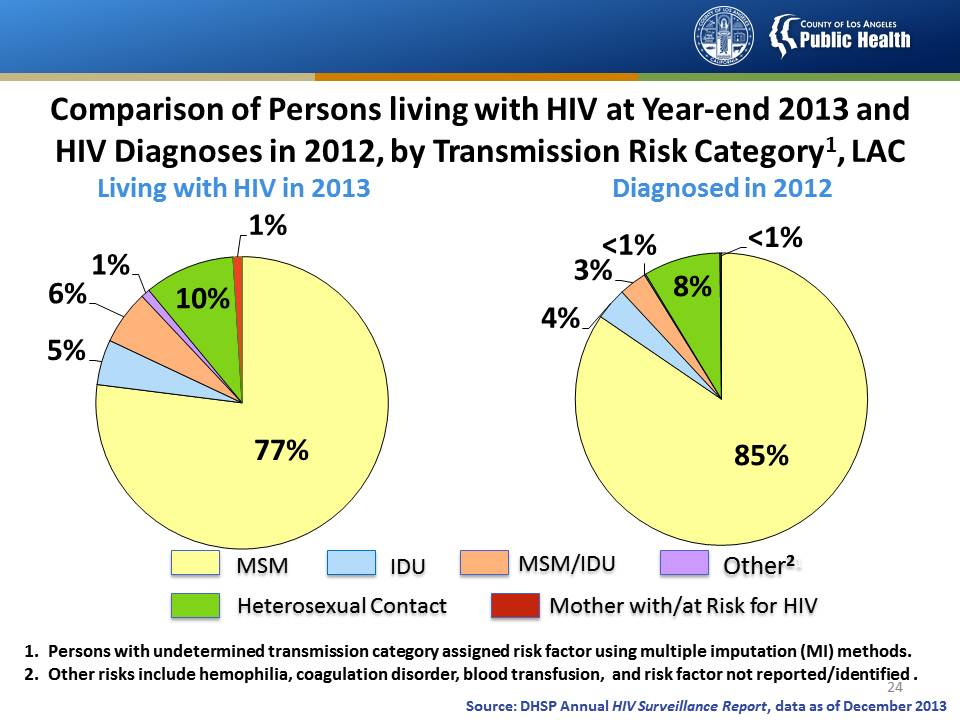 COUNTY OF LOS ANGELES
Public Health
Comparison of Persons living with HIV at Year-end 2013 and
HIV Diagnoses in 2012, by Transmission Risk Category¹, LAC
Living with HIV in 2013
1%
1%
6%
10%
5%
77%
Diagnosed in 2012
<1%
<1%
3%
8%
4%
85%
MSM IDU MSM/IDU Other²
Heterosexual Contact Mother with/at Risk for HIV
1. Persons with undetermined transmission category assigned risk factor using multiple imputation (MI) methods.
2. Other risks include hemophilia, coagulation disorder, blood transfusion, and risk factor not reported/identified .
24
Source: DHSP Annual HIV Surveillance Report, data as of December 2013